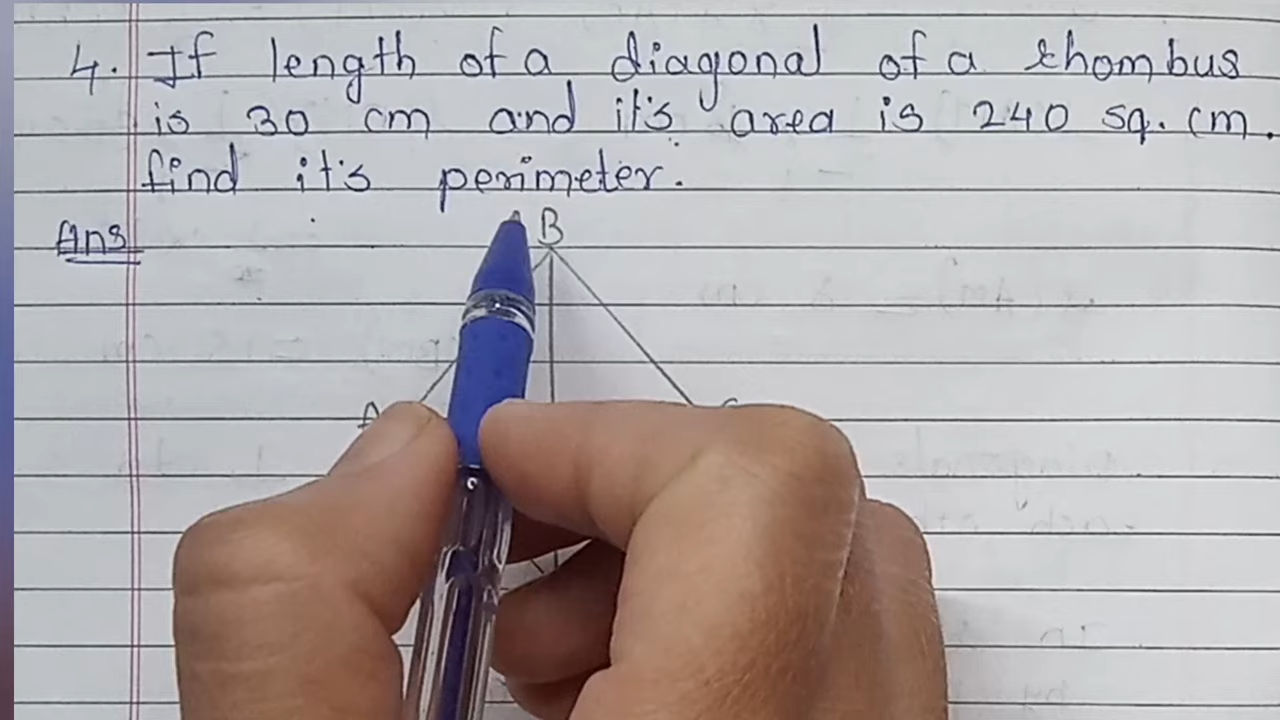 4. If length of a diagonal of a rhombus
is 30 cm and it's area is 240 sq. cm.
find it's perimeter.
Ans
B
A